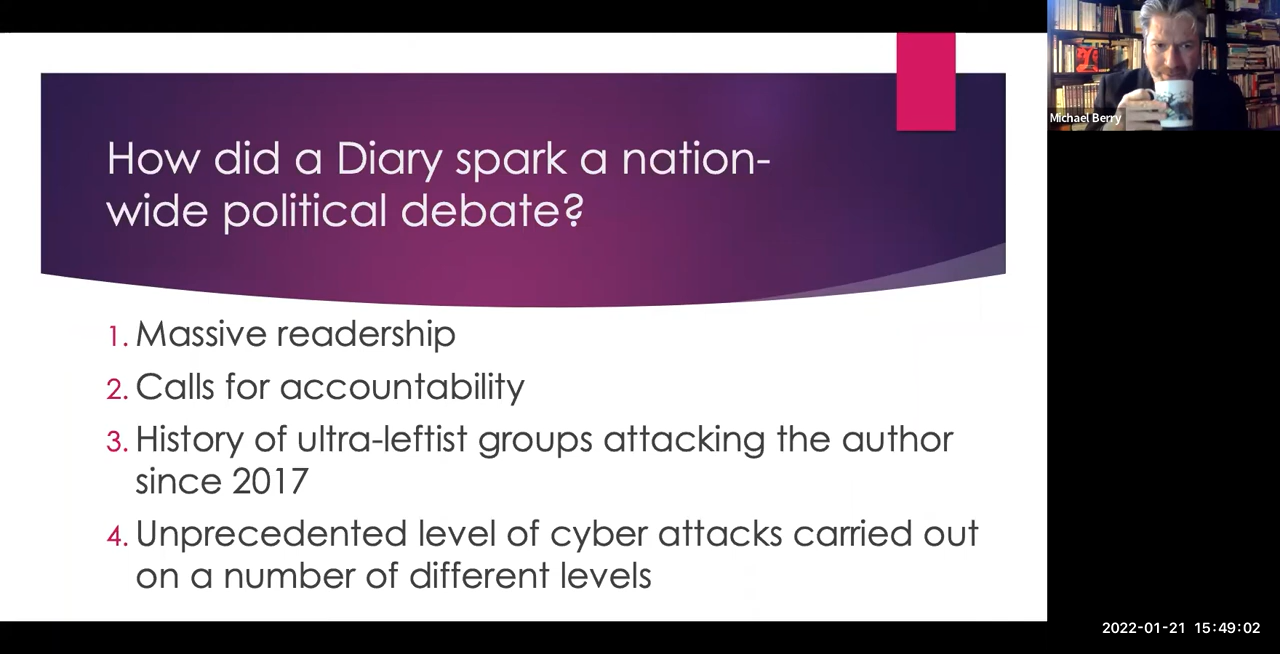 How did a Diary spark a nation-
wide political debate?
1. Massive readership
2. Calls for accountability
3. History of ultra-leftist groups attacking the author
since 2017
4. Unprecedented level of cyber attacks carried out
on a number of different levels
Michael Berry
2022-01-21 15:49:02